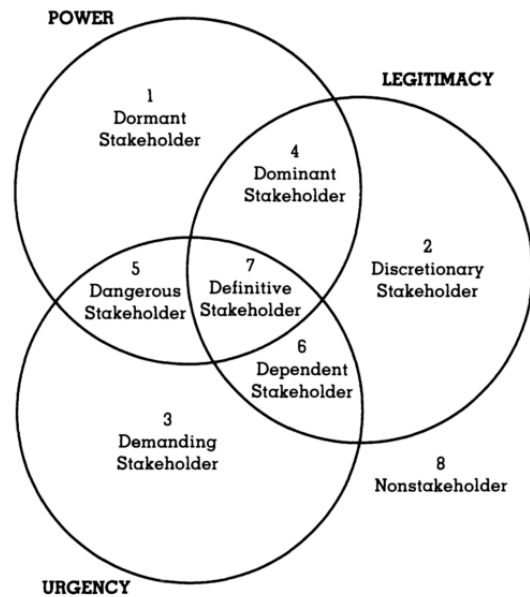 POWER
LEGITIMACY
1
Dormant
Stakeholder
4
Dominant
Stakeholder
2
Discretionary
Stakeholder
5
Dangerous
Stakeholder
7
Definitive
Stakeholder
6
Dependent
Stakeholder
3
Demanding
Stakeholder
8
Nonstakeholder
URGENCY